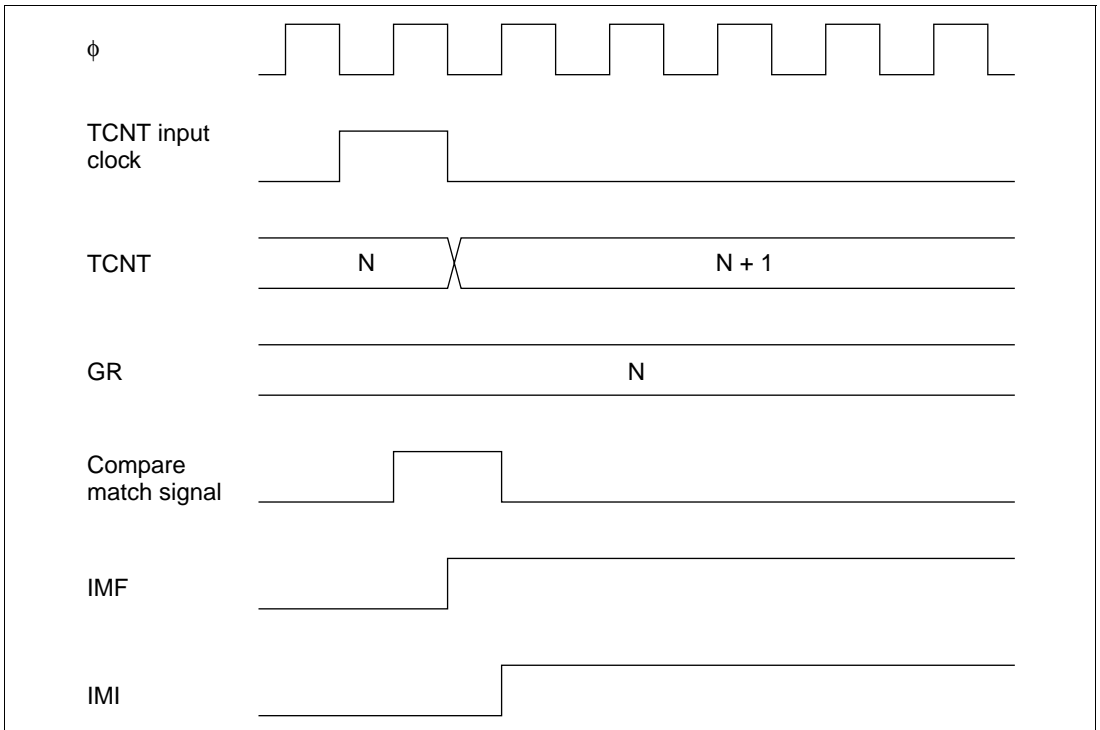 ϕ
TCNT input
clock
TCNT
N
N + 1
GR
N
Compare
match signal
IMF
IMI